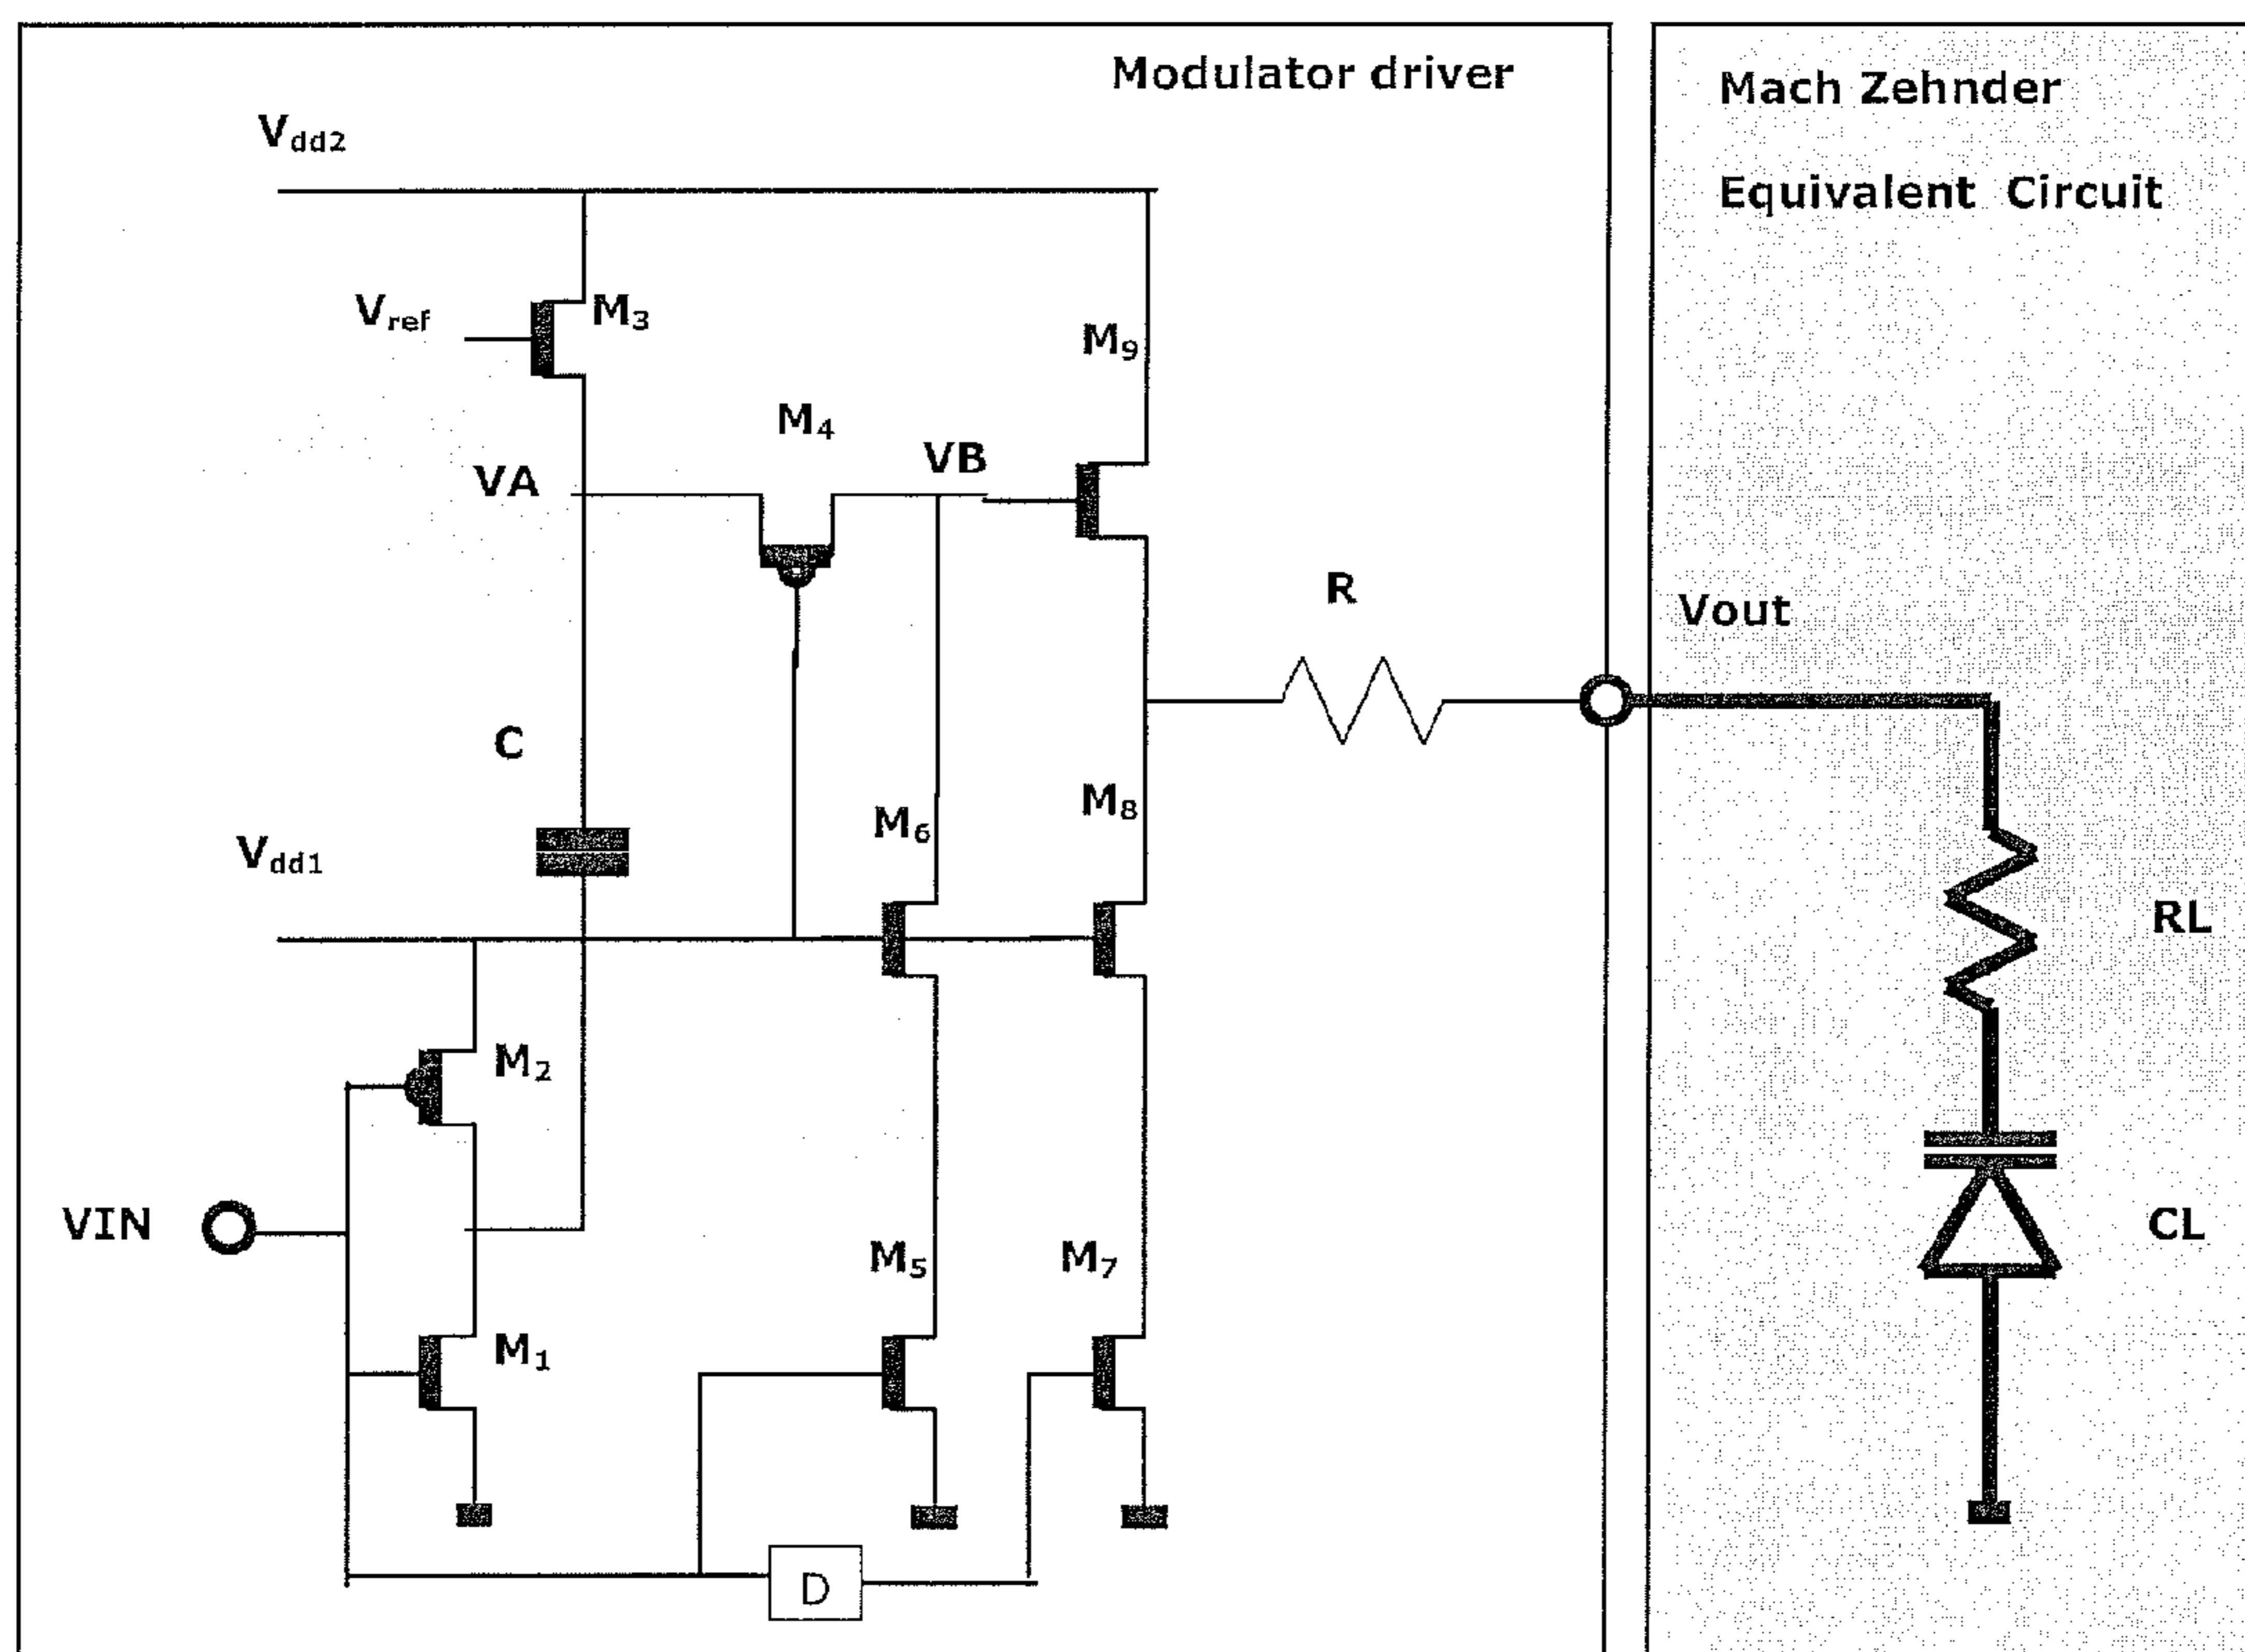 Modulator driver
Mach Zehnder
Equivalent Circuit
Vdd2
Vref
M3
M9
M4
VA
VB
R
Vout
C
M6
M8
Vdd1
RL
M2
VIN
M5
M7
CL
M1
D